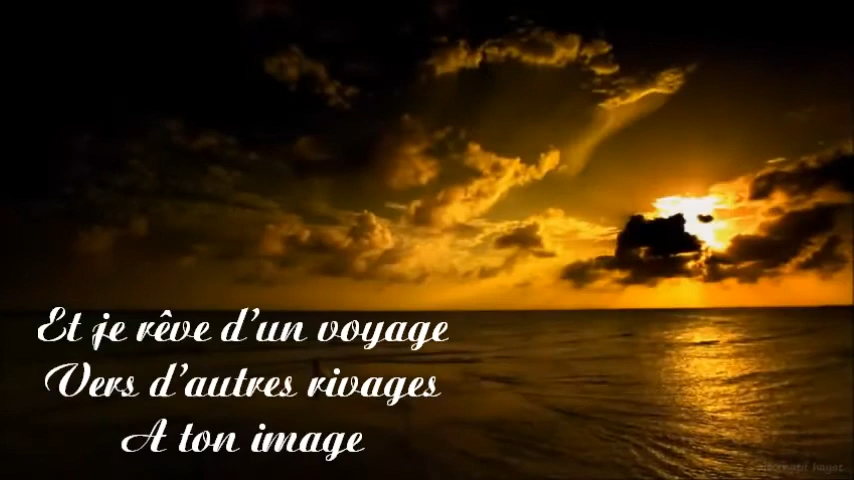 Et je rêve d'un voyage
Vers d'autres rivages
A ton image